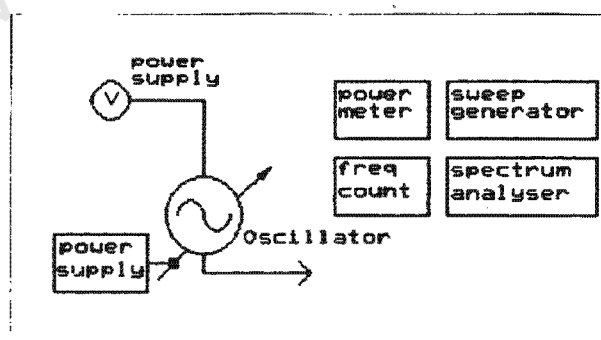 power
supply
V
power
meter
sweep
generator
freq
count
spectrum
analyser
Oscillator
power
supply